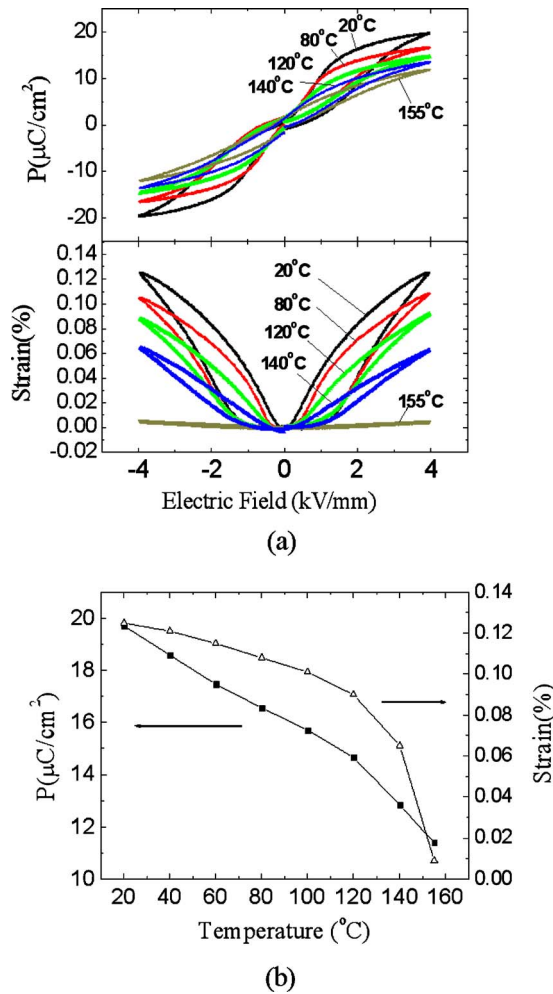 20
10
0
-10
-20
P(μC/cm²)
20°C
80°C
120°C
140°C
155°C
0.14
0.12
0.10
0.08
0.06
0.04
0.02
0.00
-0.02
Strain(%)
20°C
80°C
120°C
140°C
155°C
-4 -2 0 2 4
Electric Field (kV/mm)
(a)
20
18
16
14
12
10
P(μC/cm²)
0.14
0.12
0.10
0.08
0.06
0.04
0.02
0.00
Strain(%)
20 40 60 80 100 120 140 160
Temperature (°C)
(b)